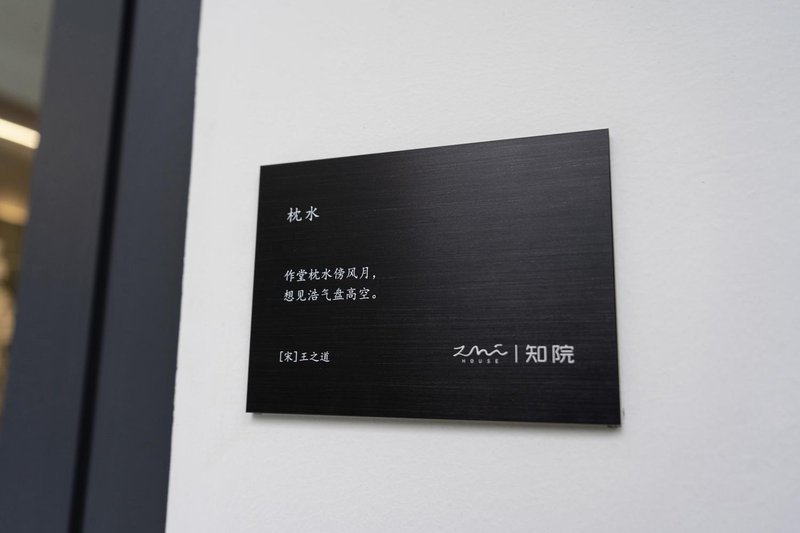 枕水
作堂枕水傍风月，
想见浩气盘高空。
[宋]王之道
zhi HOUSE | 知院